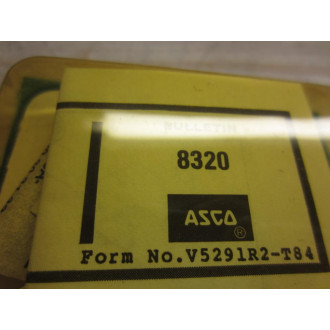 BULLETIN
8320
ASCO®
Form No.V5291R2-T84